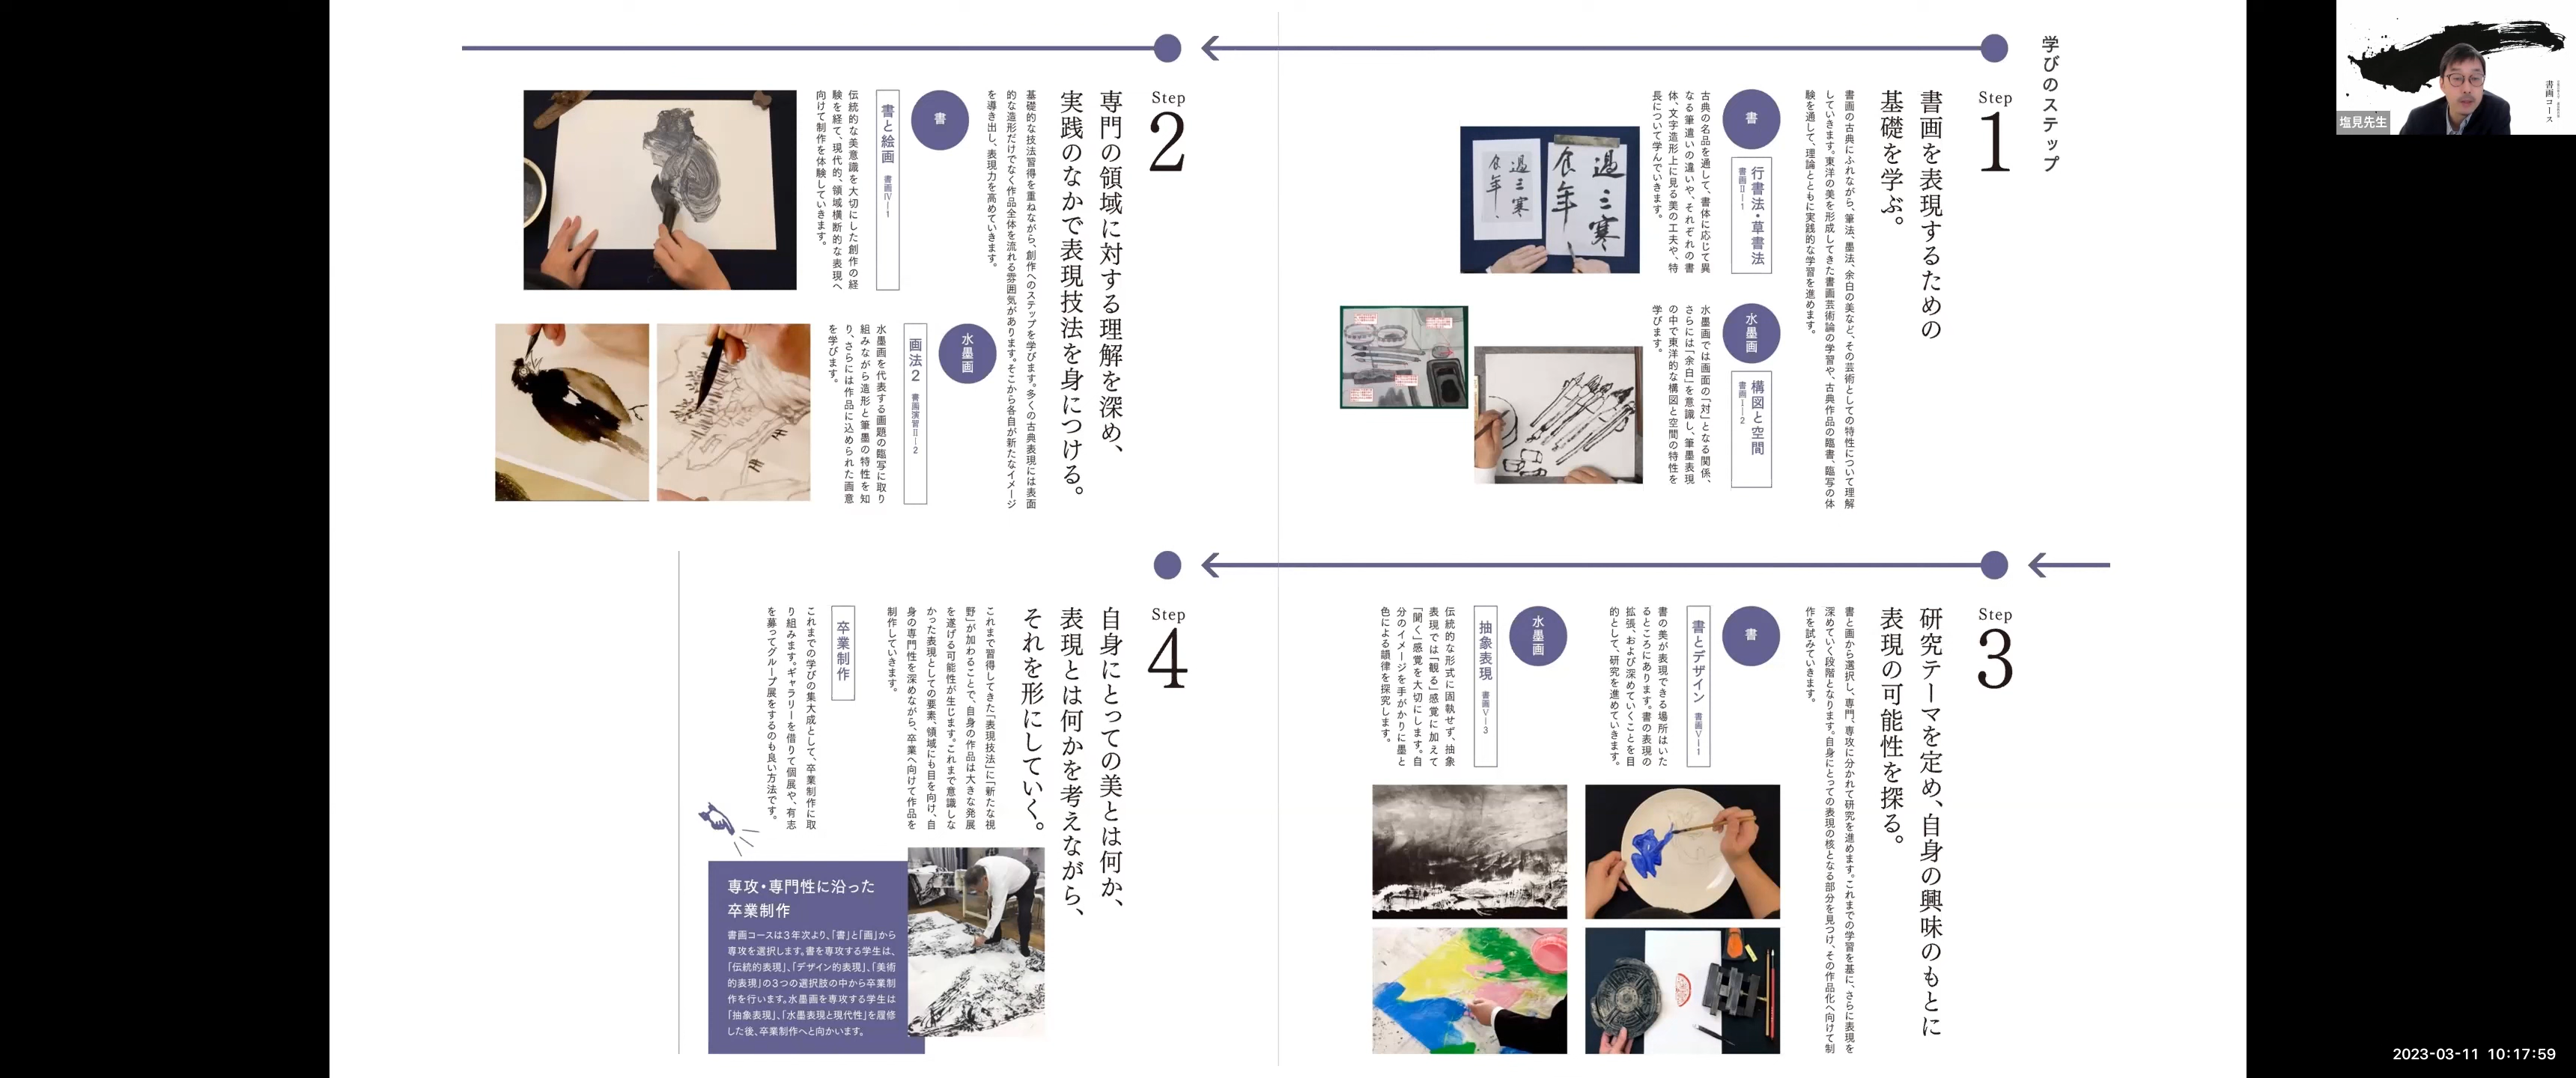 学びのステップ
Step
1
書画を表現するための
基礎を学ぶ。
書画の古典にふれながら、筆法、墨法、余白の美など、その芸術としての特性について理解
していきます。東洋の美を形成してきた書画芸術論の学習や、古典作品の臨書、臨写の体
験を通して、理論とともに実践的な学習を進めます。
書
行書法・草書法
書画Ⅱ―1
古典の名品を通して、書体に応じて異
なる筆遣いの違いや、それぞれの書
体、文字造形上に見る美の工夫や、特
長について学んでいきます。
過三寒
食年
過三寒
食年
水墨画
構図と空間
書画Ⅰ―2
水墨画では画面の「対」となる関係、
さらには「余白」を意識し、筆墨表現
の中で東洋的な構図と空間の特性を
学びます。
Step
2
専門の領域に対する理解を深め、
実践のなかで表現技法を身につける。
基礎的な技法習得を重ねながら、創作へのステップを学びます。多くの古典表現には表面
的な造形だけでなく作品全体を流れる雰囲気があります。そこから各自が新たなイメージ
を導き出し、表現力を高めていきます。
書
書と絵画 書画Ⅳ―1
伝統的な美意識を大切にした創作の経
験を経て、現代的、領域横断的な表現へ
向けて制作を体験していきます。
水墨画
画法2 書画演習Ⅱ―2
水墨画を代表する画題の臨写に取り
組みながら造形と筆墨の特性を知
り、さらには作品に込められた画意
を学びます。
Step
3
研究テーマを定め、自身の興味のもとに
表現の可能性を探る。
書と画から選択し、専門、専攻に分かれて研究を進めます。これまでの学習を基に、さらに表現を
深めていく段階となります。自身にとっての表現の核となる部分を見つけ、その作品化へ向けて制
作を試みていきます。
書
書とデザイン 書画Ⅴ―1
書の美が表現できる場所はいた
るところにあります。書の表現の
拡張、および深めていくことを目
的として、研究を進めていきます。
水墨画
抽象表現 書画Ⅴ―3
伝統的な形式に固執せず、抽象
表現では「観る」感覚に加えて
「聞く」感覚を大切にします。自
分のイメージを手がかりに墨と
色による韻律を探究します。
Step
4
自身にとっての美とは何か、
表現とは何かを考えながら、
それを形にしていく。
これまで習得してきた「表現技法」に「新たな視
野」が加わることで、自身の作品は大きな発展
を遂げる可能性が生じます。これまで意識しな
かった表現としての要素、領域にも目を向け、自
身の専門性を深めながら、卒業へ向けて作品を
制作していきます。
卒業制作
これまでの学びの集大成として、卒業制作に取
り組みます。ギャラリーを借りて個展や、有志
を募ってグループ展をするのも良い方法です。
専攻・専門性に沿った
卒業制作
書画コースは3年次より、「書」と「画」から
専攻を選択します。書を専攻する学生は、
「伝統的表現」、「デザイン的表現」、「美術
的表現」の3つの選択肢の中から卒業制
作を行います。水墨画を専攻する学生は
「抽象表現」、「水墨表現と現代性」を履修
した後、卒業制作へと向かいます。
書画コース
塩見先生
2023-03-11 10:17:59